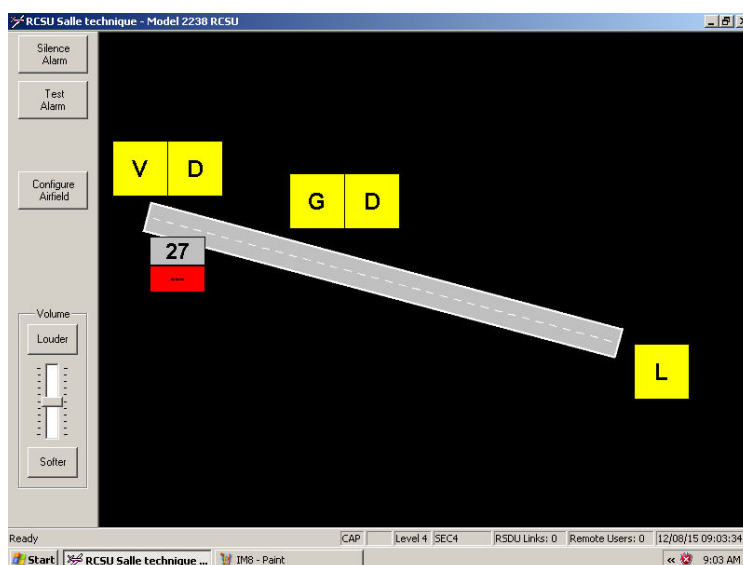 RCSU Salle technique - Model 2238 RCSU
Silence
Alarm
Test
Alarm
Configure
Airfield
V D
G D
27
---
L
Volume
Louder
Softer
Ready CAP Level 4 SEC4 RSDU Links: 0 Remote Users: 0 12/08/15 09:03:34
Start RCSU Salle technique ... IM8 - Paint « 9:03 AM